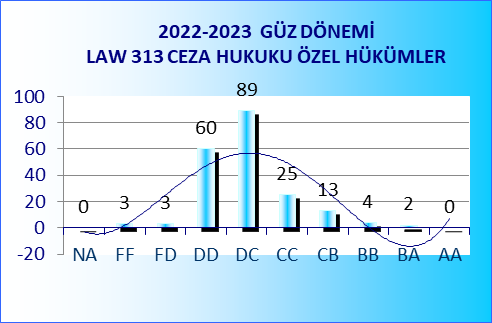 2022-2023 GÜZ DÖNEMİ
LAW 313 CEZA HUKUKU ÖZEL HÜKÜMLER
100
80
60
40
20
0
-20
0 3 3 60 89 25 13 4 2 0
NA FF FD DD DC CC CB BB BA AA